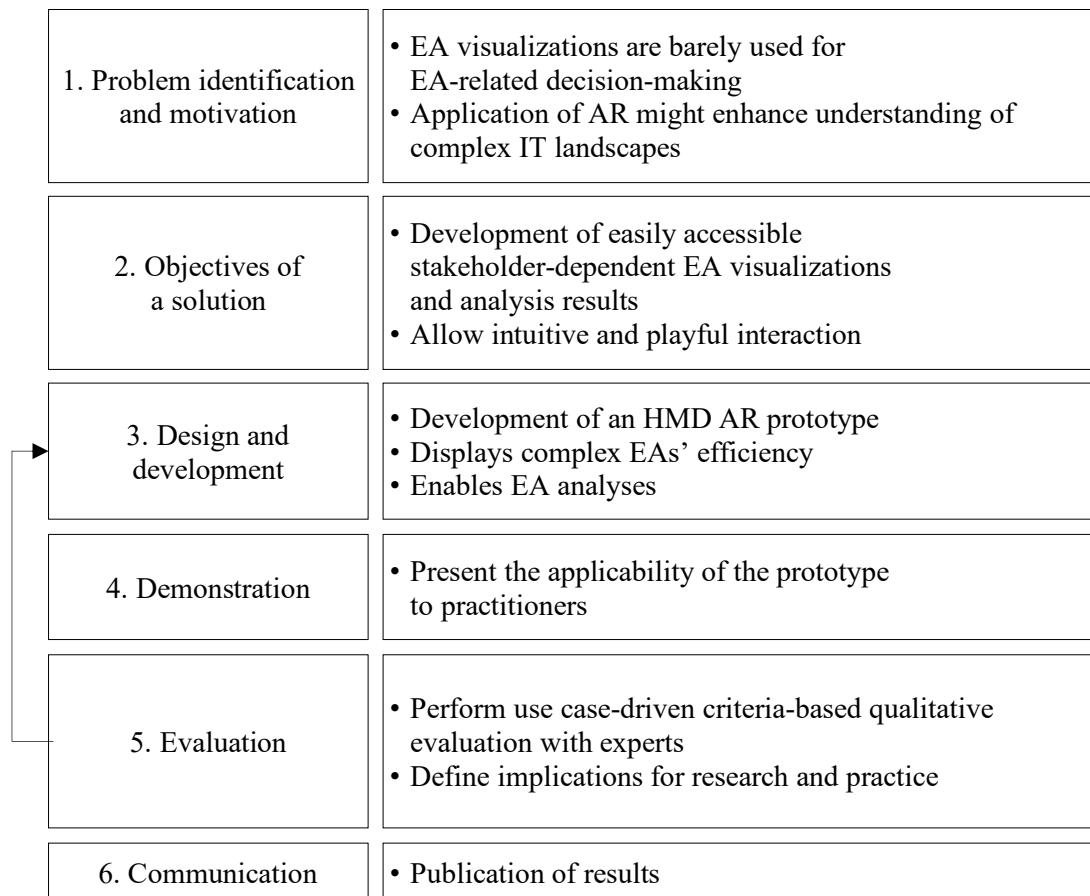 1. Problem identification
and motivation
• EA visualizations are barely used for
EA-related decision-making
• Application of AR might enhance understanding of
complex IT landscapes
2. Objectives of
a solution
• Development of easily accessible
stakeholder-dependent EA visualizations
and analysis results
• Allow intuitive and playful interaction
3. Design and
development
• Development of an HMD AR prototype
• Displays complex EAs’ efficiency
• Enables EA analyses
4. Demonstration
• Present the applicability of the prototype
to practitioners
5. Evaluation
• Perform use case-driven criteria-based qualitative
evaluation with experts
• Define implications for research and practice
6. Communication
• Publication of results